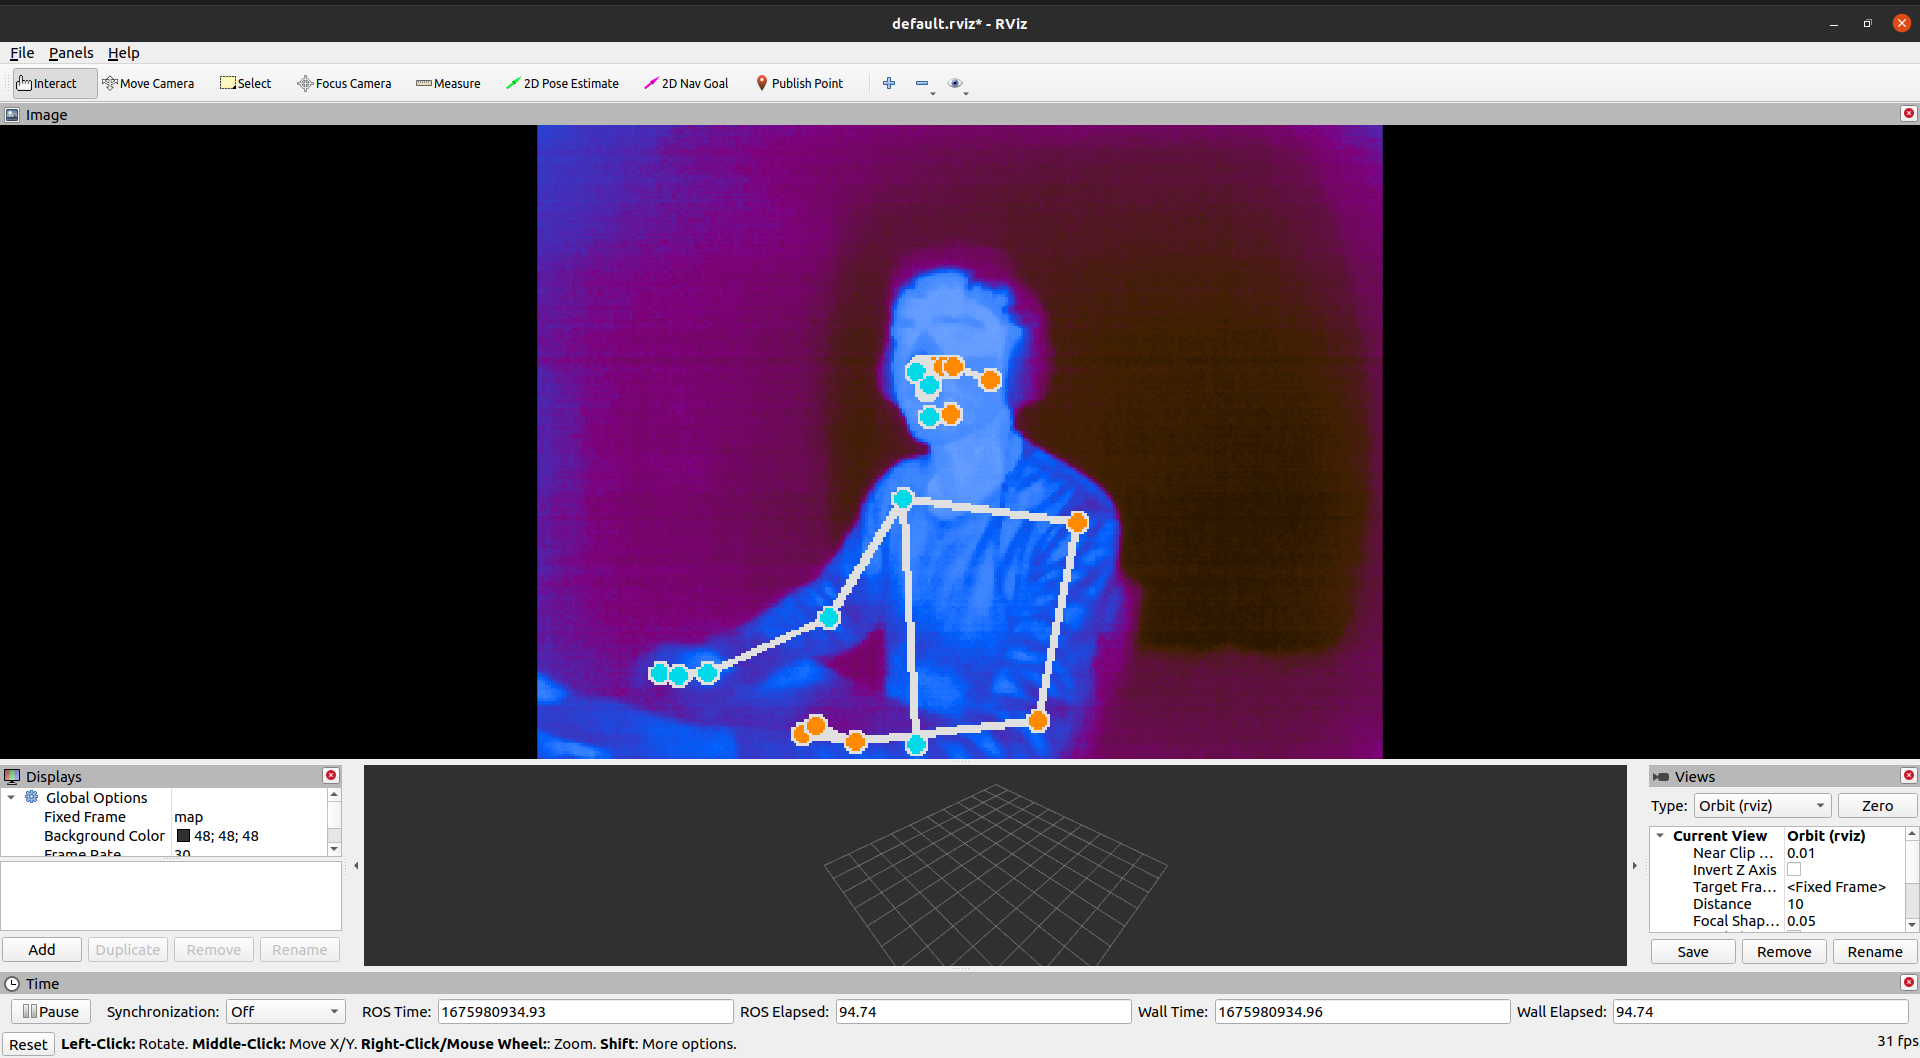 default.rviz* - RViz
File Panels Help
Interact Move Camera Select Focus Camera Measure 2D Pose Estimate 2D Nav Goal Publish Point
Image
Displays
Global Options
Fixed Frame map
Background Color 48; 48; 48
Frame Rate 30
Add Duplicate Remove Rename
Views
Type: Orbit (rviz) Zero
Current View Orbit (rviz)
Near Clip ... 0.01
Invert Z Axis
Target Fra... <Fixed Frame>
Distance 10
Focal Shap... 0.05
Save Remove Rename
Time
Pause Synchronization: Off ROS Time: 1675980934.93 ROS Elapsed: 94.74 Wall Time: 1675980934.96 Wall Elapsed: 94.74
Reset Left-Click: Rotate. Middle-Click: Move X/Y. Right-Click/Mouse Wheel:: Zoom. Shift: More options. 31 fps